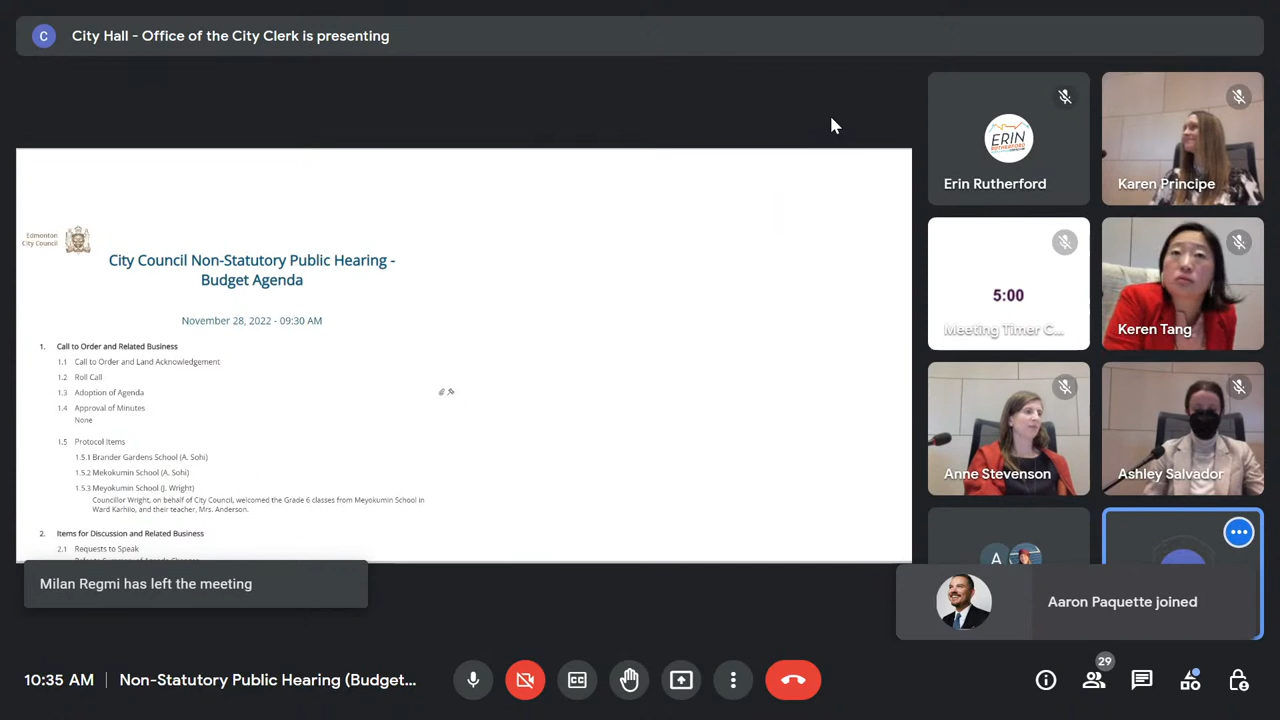 C
City Hall - Office of the City Clerk is presenting
Edmonton
City Council
City Council Non-Statutory Public Hearing -
Budget Agenda
November 28, 2022 - 09:30 AM
1. Call to Order and Related Business
1.1 Call to Order and Land Acknowledgement
1.2 Roll Call
1.3 Adoption of Agenda
1.4 Approval of Minutes
None
1.5 Protocol Items
1.5.1 Brander Gardens School (A. Sohi)
1.5.2 Mekokumin School (A. Sohi)
1.5.3 Meyokumin School (J. Wright)
Councillor Wright, on behalf of City Council, welcomed the Grade 6 classes from Meyokumin School in
Ward Karhiio, and their teacher, Mrs. Anderson.
2. Items for Discussion and Related Business
2.1 Requests to Speak
Milan Regmi has left the meeting
ERIN
RUTHERFORD
Erin Rutherford
Karen Principe
5:00
Meeting Timer C...
Keren Tang
Anne Stevenson
Ashley Salvador
A
Aaron Paquette joined
10:35 AM | Non-Statutory Public Hearing (Budget...
29